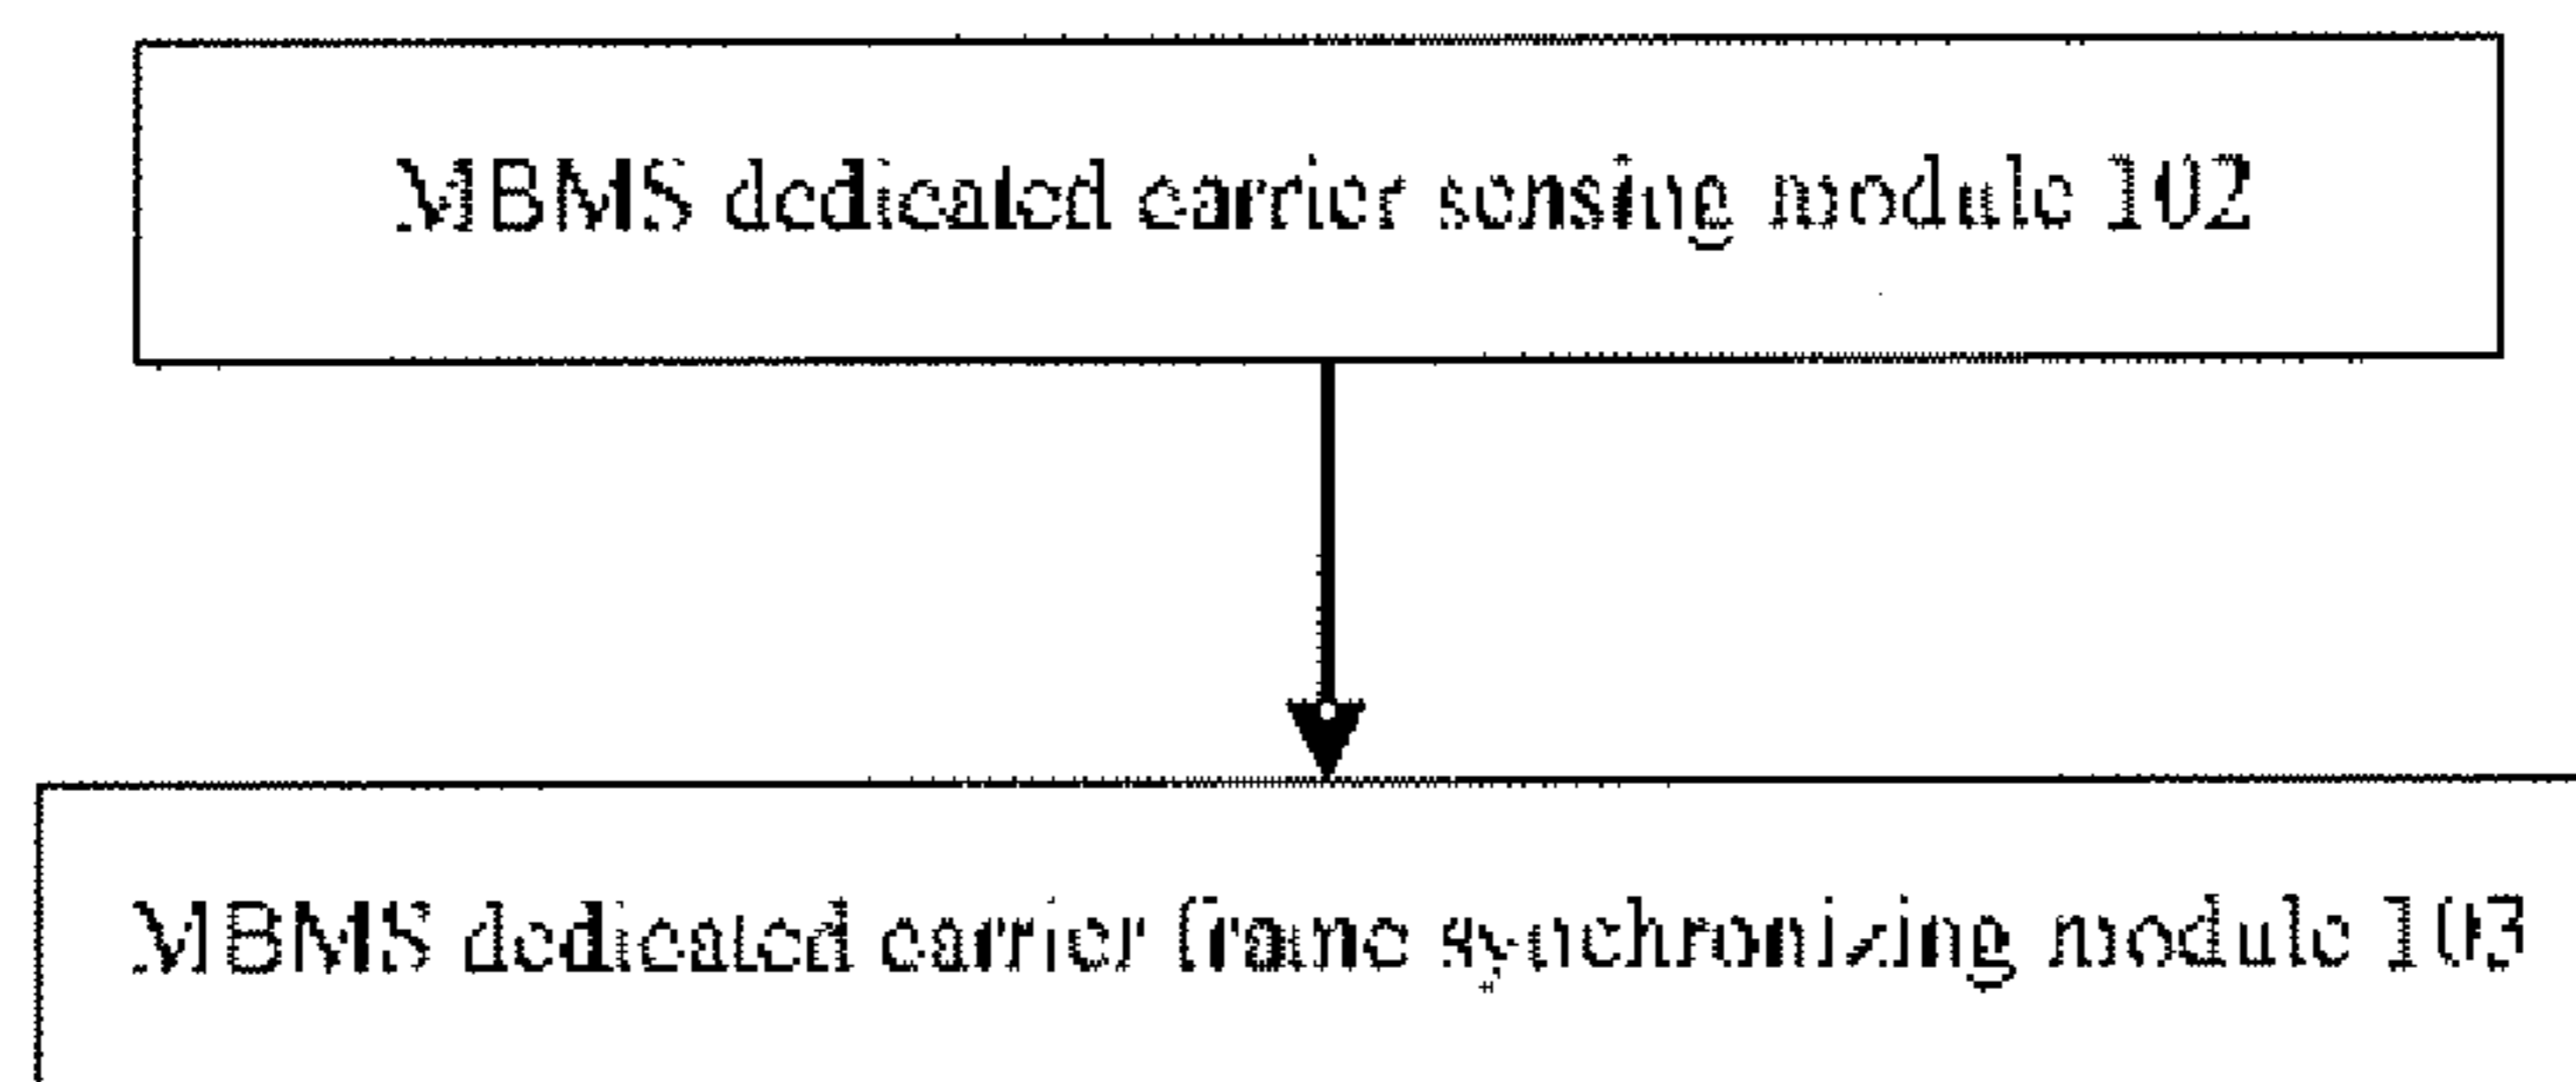 MBMS dedicated carrier sensing module 102
MBMS dedicated carrier frame synchronizing module 103